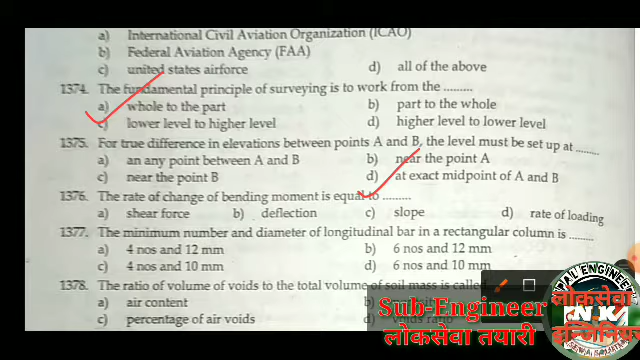 a) International Civil Aviation Organization (ICAO)
b) Federal Aviation Agency (FAA)
c) united states airforce d) all of the above
1374. The fundamental principle of surveying is to work from the .........
a) whole to the part b) part to the whole
c) lower level to higher level d) higher level to lower level
1375. For true difference in elevations between points A and B, the level must be set up at .........
a) an any point between A and B b) near the point A
c) near the point B d) at exact midpoint of A and B
1376. The rate of change of bending moment is equal to .........
a) shear force b) deflection c) slope d) rate of loading
1377. The minimum number and diameter of longitudinal bar in a rectangular column is .........
a) 4 nos and 12 mm b) 6 nos and 12 mm
c) 4 nos and 10 mm d) 6 nos and 10 mm
1378. The ratio of volume of voids to the total volume of soil mass is called
a) air content b)
c) percentage of air voids d) voids ratio
Sub-Engineer
लोकसेवा तयारी
लोकसेवा
इन्जिनियर